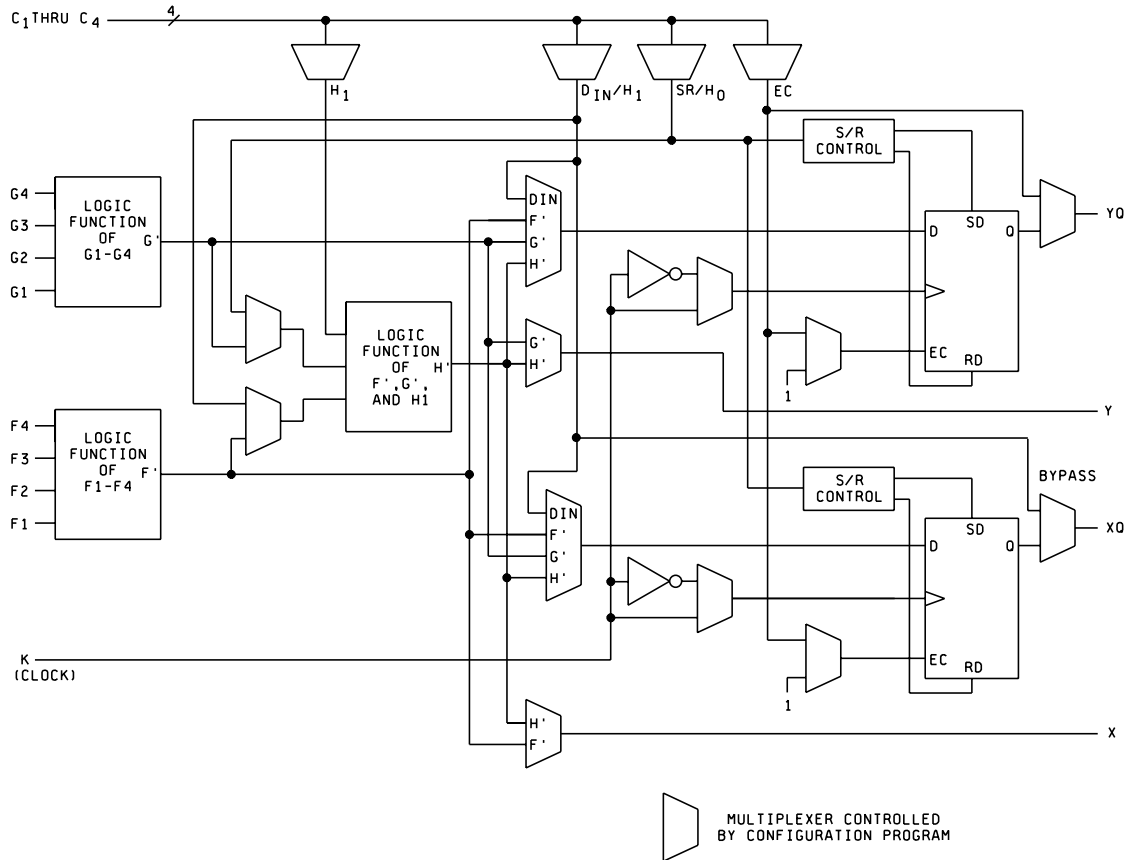 C1 THRU C4
4
H1
DIN/H1
SR/H0
EC
S/R
CONTROL
G4
G3
G2
G1
LOGIC
FUNCTION
OF
G1-G4
G'
DIN
F'
G'
H'
D
SD
Q
EC
RD
YQ
1
LOGIC
FUNCTION
OF
F',G',
AND H1
H'
G'
H'
Y
F4
F3
F2
F1
LOGIC
FUNCTION
OF
F1-F4
F'
S/R
CONTROL
BYPASS
DIN
F'
G'
H'
D
SD
Q
EC
RD
XQ
1
K
(CLOCK)
H'
F'
X
MULTIPLEXER CONTROLLED
BY CONFIGURATION PROGRAM